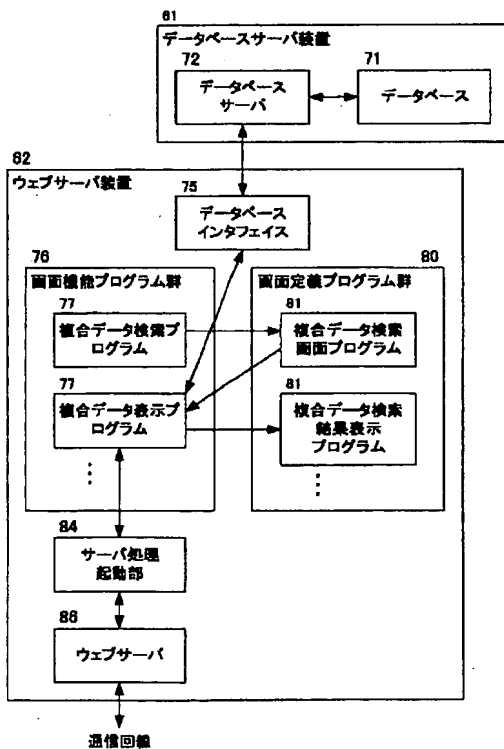 61
データベースサーバ装置
72
データベース
サーバ
71
データベース
62
ウェブサーバ装置
75
データベース
インタフェイス
76
画面機能プログラム群
77
複合データ検索プ
ログラム
77
複合データ表示プ
ログラム
80
画面定義プログラム群
81
複合データ検索
画面プログラム
81
複合データ検索
結果表示
プログラム
84
サーバ処理
起動部
86
ウェブサーバ
通信回線